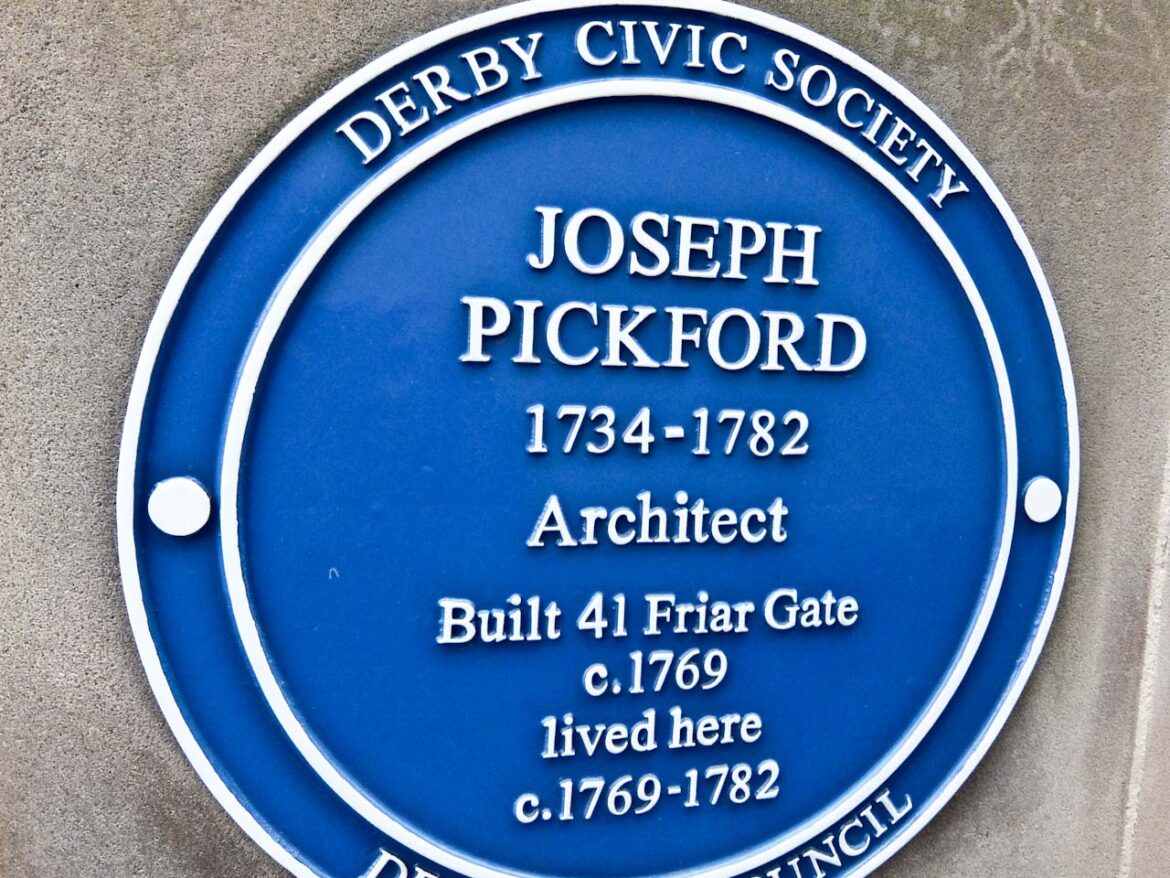 DERBY CIVIC SOCIETY
JOSEPH
PICKFORD
1734-1782
Architect
Built 41 Friar Gate
c.1769
lived here
c.1769-1782